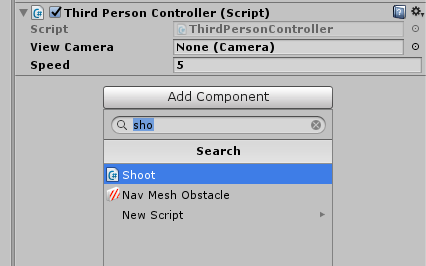 Third Person Controller (Script)
Script ThirdPersonController
View Camera None (Camera)
Speed 5
Add Component
sho
Search
Shoot
Nav Mesh Obstacle
New Script